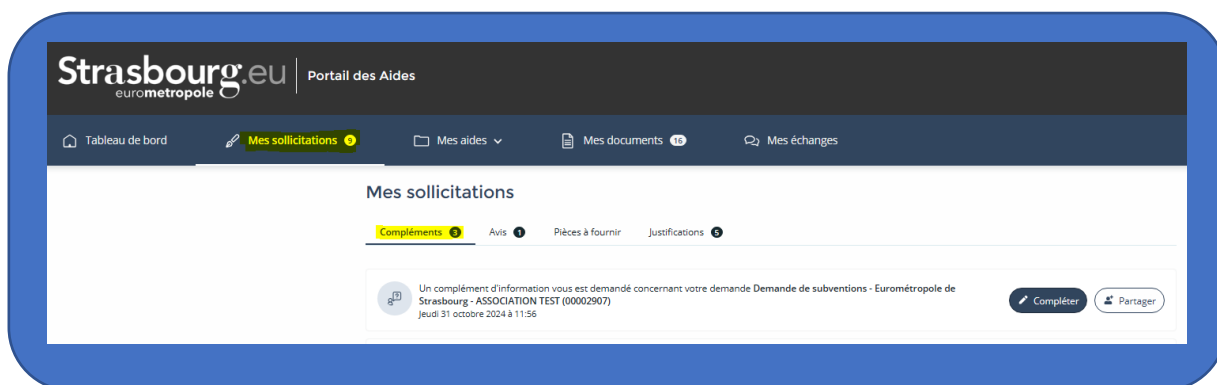 Strasbourg.eu
eurometropole
Portail des Aides
Tableau de bord
Mes sollicitations 9
Mes aides
Mes documents 16
Mes échanges
Mes sollicitations
Compléments 3
Avis 1
Pièces à fournir
Justifications 5
Un complément d'information vous est demandé concernant votre demande Demande de subventions - Eurométropole de
Strasbourg - ASSOCIATION TEST (00002907)
Jeudi 31 octobre 2024 à 11:56
Compléter
Partager